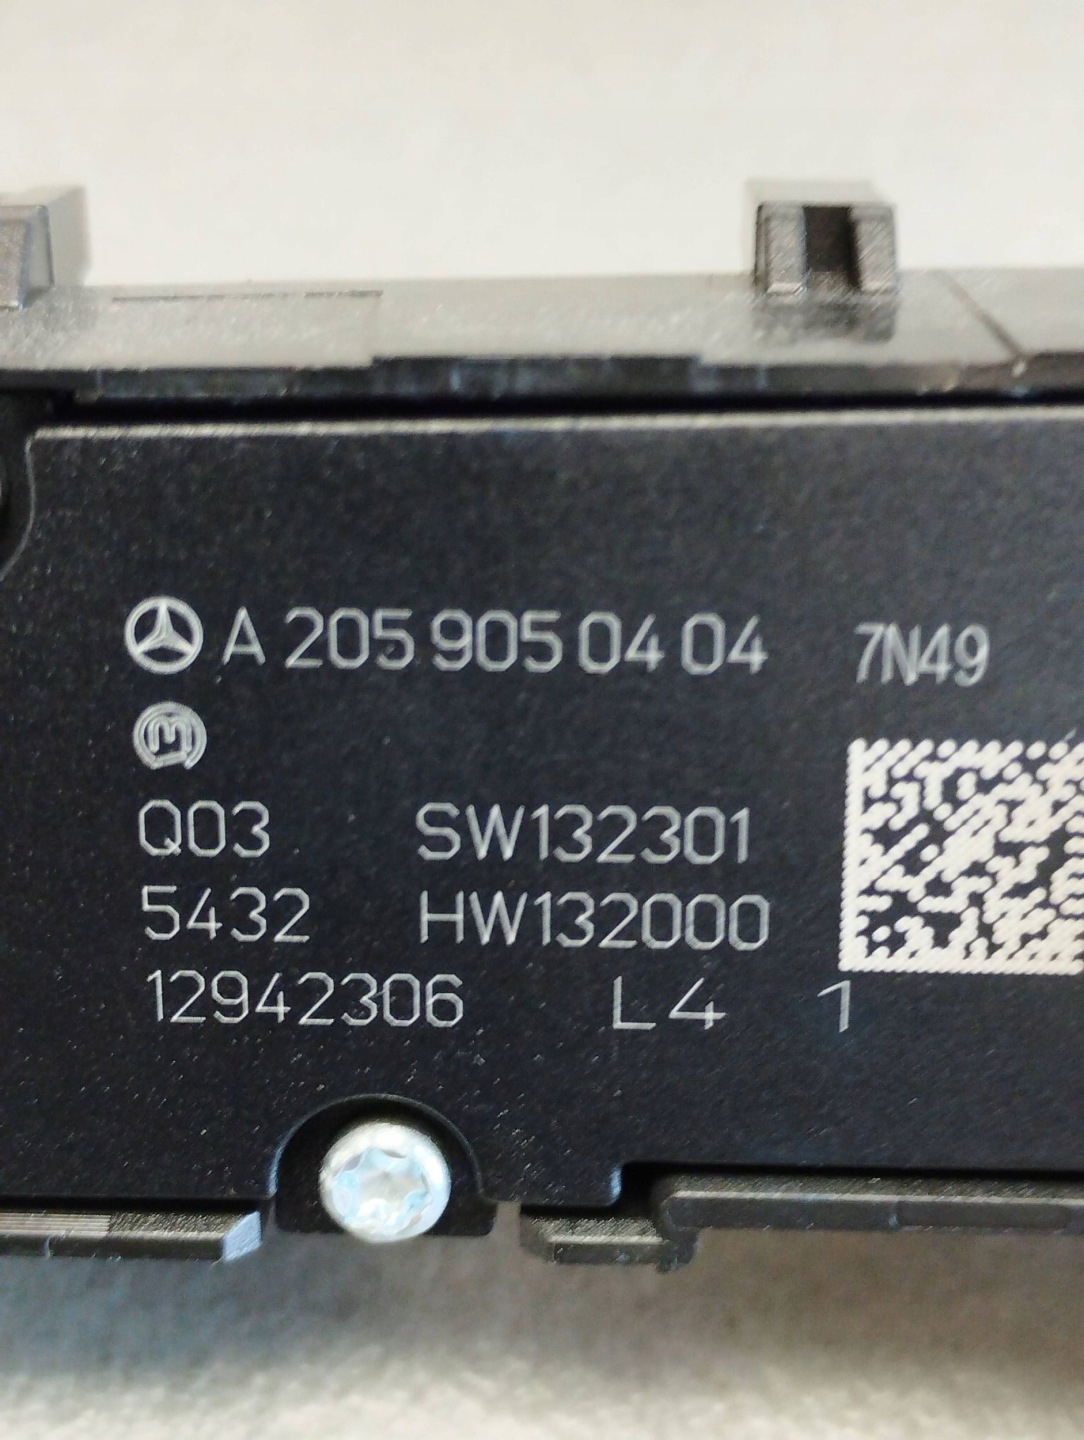 A 205 905 04 04 7N49
Q03 SW132301
5432 HW132000
12942306 L4 1